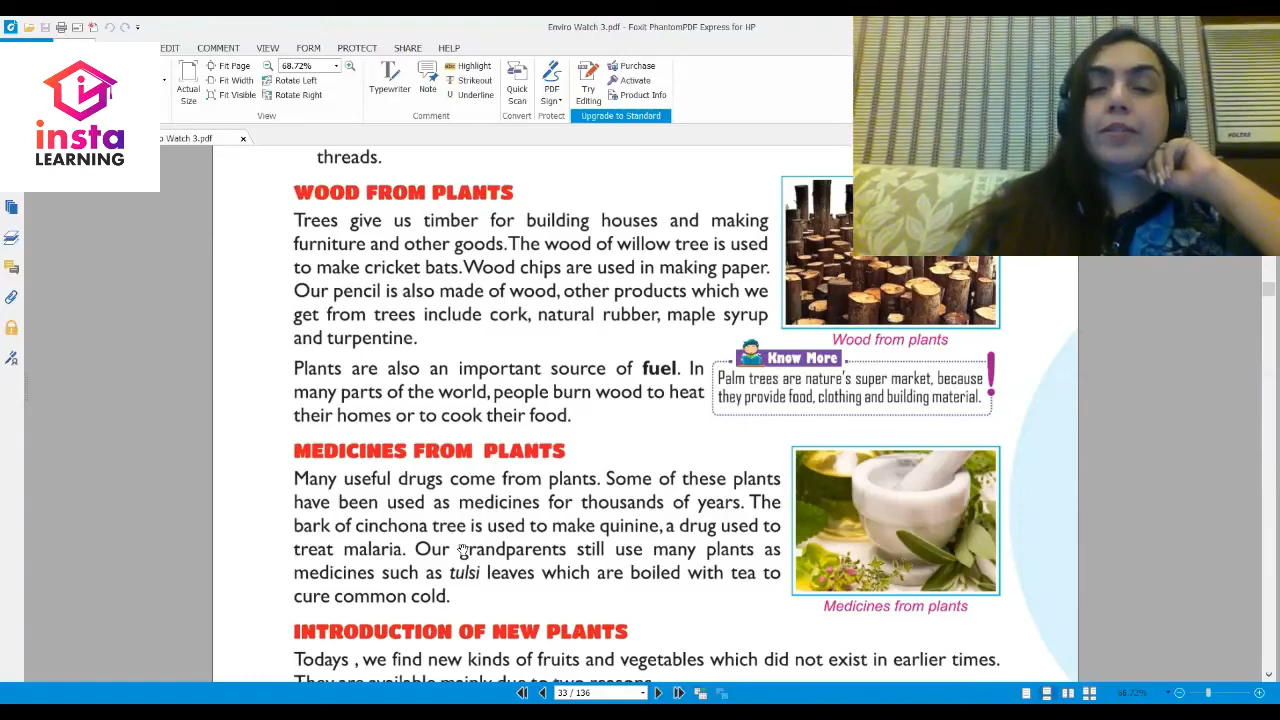 Enviro Watch 3.pdf - Foxit PhantomPDF Express for HP
EDIT COMMENT VIEW FORM PROTECT SHARE HELP
Fit Page 68.72%
Fit Width Rotate Left
Fit Visible Rotate Right
Size
View
Typewriter
Note
Highlight
Strike
Underline
Comment
Quick
Scan
Convert
PDF
Sign
Protect
Try
Editing
Purchase
Activate
Product Info
Upgrade to Standard
insta
LEARNING
Watch 3.pdf
threads.
WOOD FROM PLANTS
Trees give us timber for building houses and making
furniture and other goods.The wood of willow tree is used
to make cricket bats.Wood chips are used in making paper.
Our pencil is also made of wood, other products which we
get from trees include cork, natural rubber, maple syrup
and turpentine.
Wood from plants
Plants are also an important source of fuel. In
many parts of the world, people burn wood to heat
their homes or to cook their food.
Know More
Palm trees are nature's super market, because
they provide food, clothing and building material.
MEDICINES FROM PLANTS
Many useful drugs come from plants. Some of these plants
have been used as medicines for thousands of years. The
bark of cinchona tree is used to make quinine, a drug used to
treat malaria. Our grandparents still use many plants as
medicines such as tulsi leaves which are boiled with tea to
cure common cold.
Medicines from plants
INTRODUCTION OF NEW PLANTS
Todays , we find new kinds of fruits and vegetables which did not exist in earlier times.
They are available mainly due to two reasons
33 / 136
68.72%